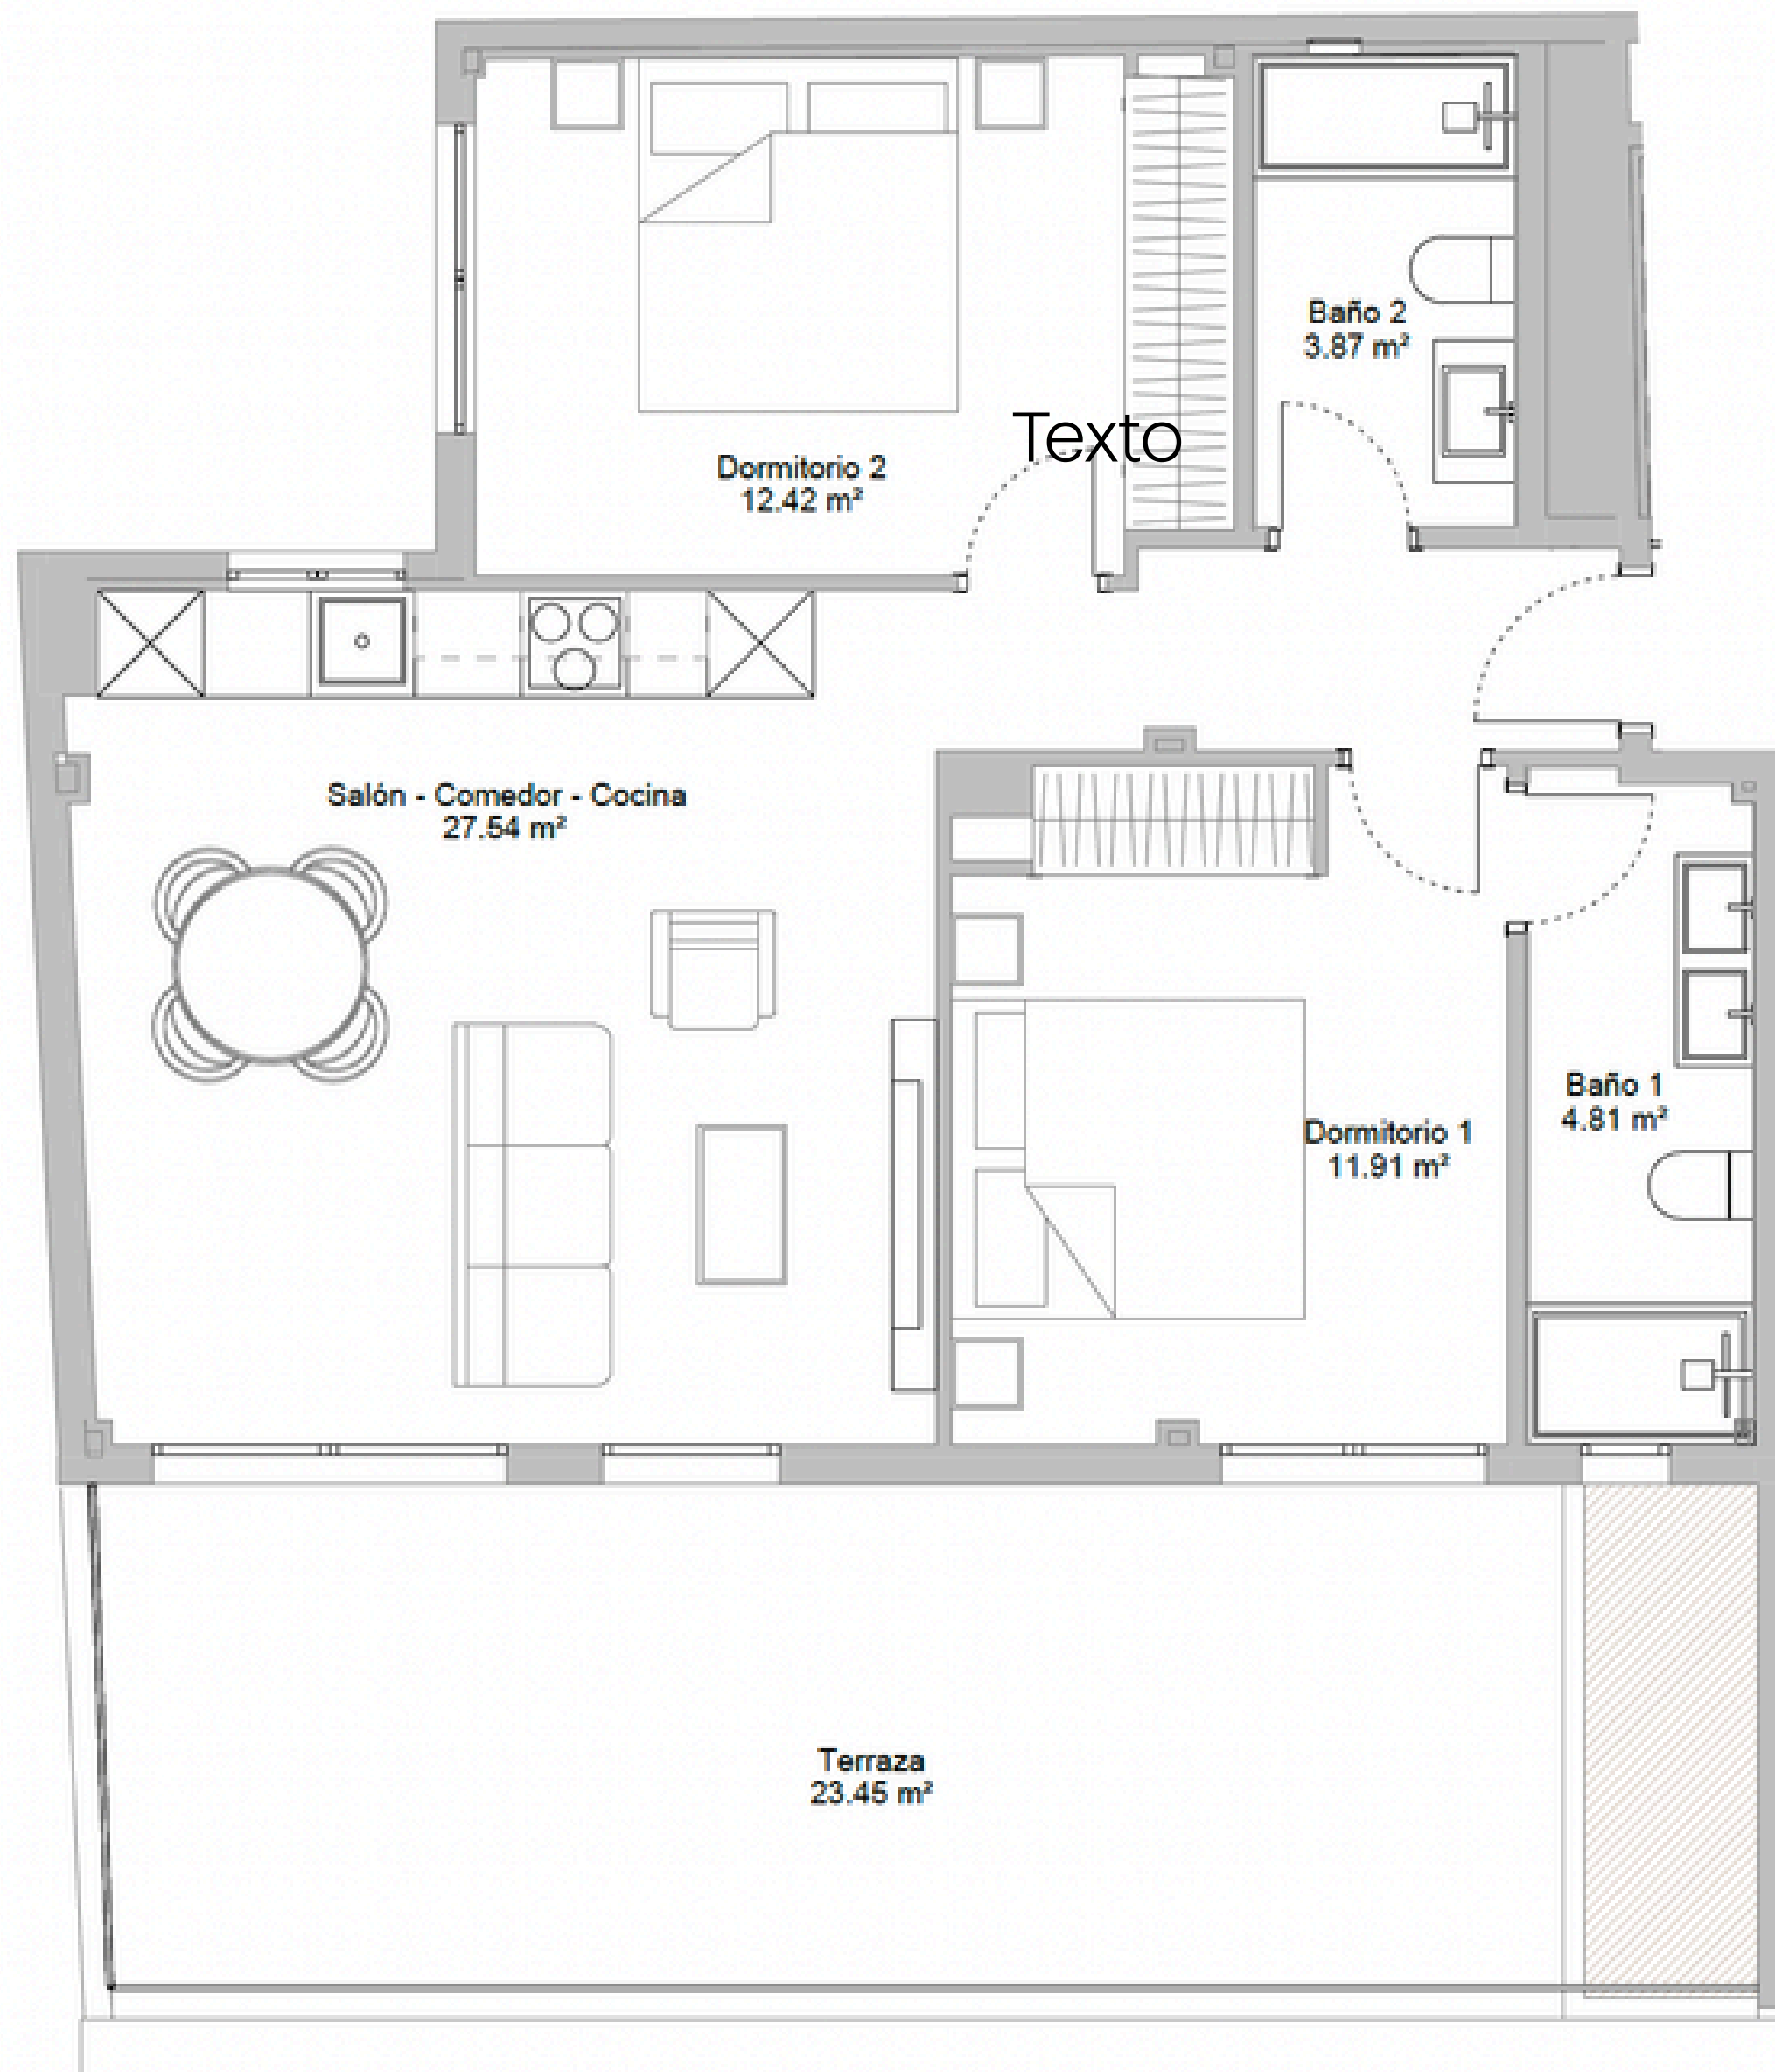 Baño 2
3.87 m²
Texto
Dormitorio 2
12.42 m²
Salón - Comedor - Cocina
27.54 m²
Baño 1
4.81 m²
Dormitorio 1
11.91 m²
Terraza
23.45 m²